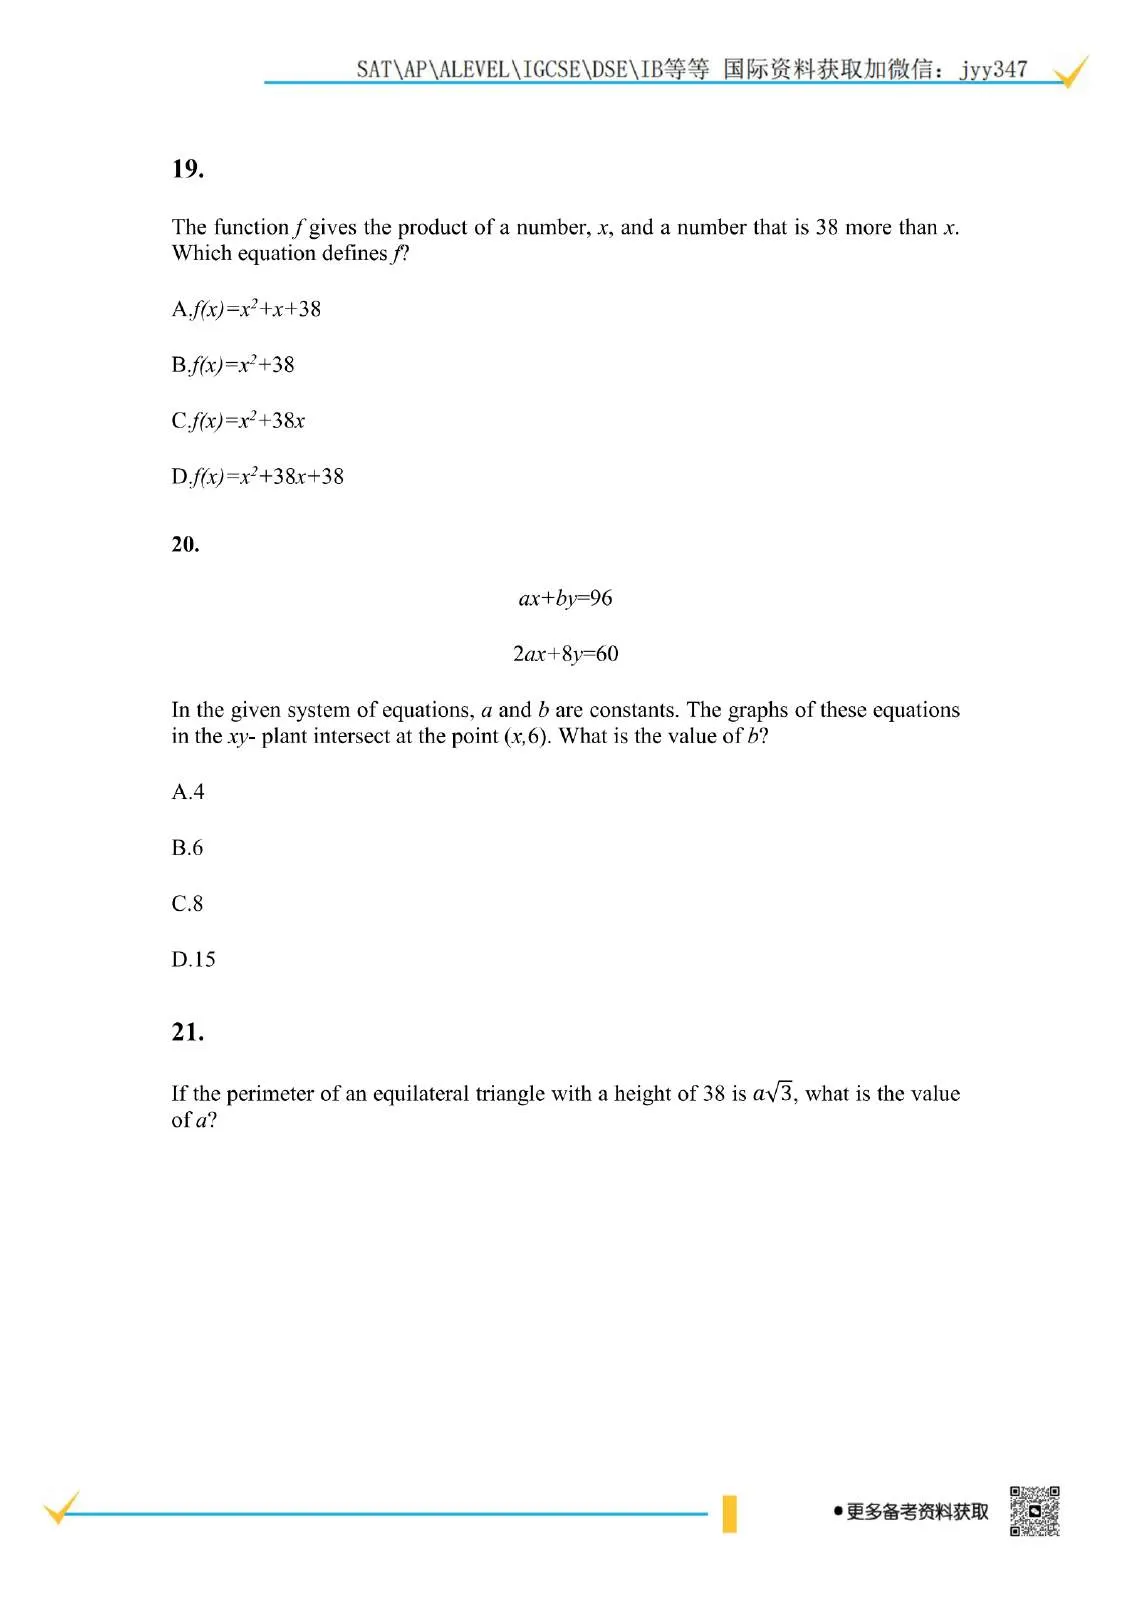 SAT\AP\ALEVEL\IGCSE\DSE\IB等等 国际资料获取加微信：jyy347
19.
The function f gives the product of a number, x, and a number that is 38 more than x.
Which equation defines f?
A.f(x)=x²+x+38
B.f(x)=x²+38
C.f(x)=x²+38x
D.f(x)=x²+38x+38
20.
ax+by=96
2ax+8y=60
In the given system of equations, a and b are constants. The graphs of these equations
in the xy- plant intersect at the point (x,6). What is the value of b?
A.4
B.6
C.8
D.15
21.
If the perimeter of an equilateral triangle with a height of 38 is a√3, what is the value
of a?
•更多备考资料获取